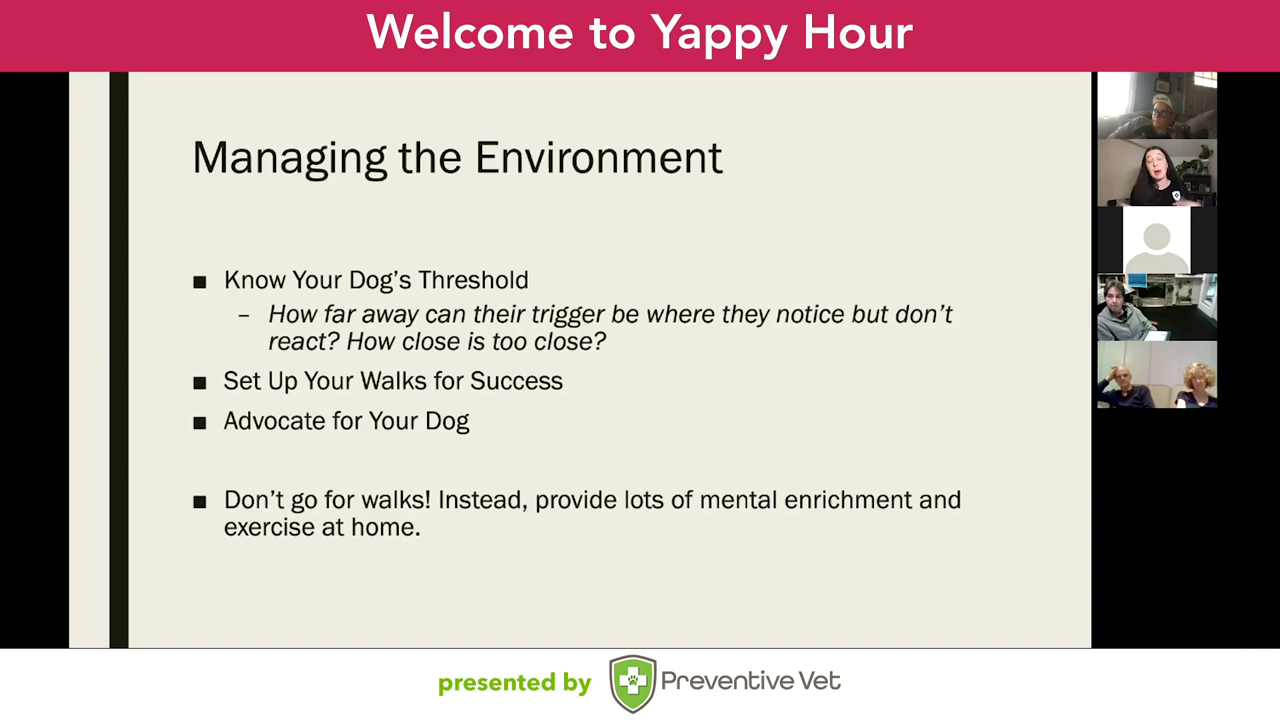 Welcome to Yappy Hour
Managing the Environment
■ Know Your Dog’s Threshold
– How far away can their trigger be where they notice but don’t
react? How close is too close?
■ Set Up Your Walks for Success
■ Advocate for Your Dog
■ Don’t go for walks! Instead, provide lots of mental enrichment and
exercise at home.
presented by Preventive Vet